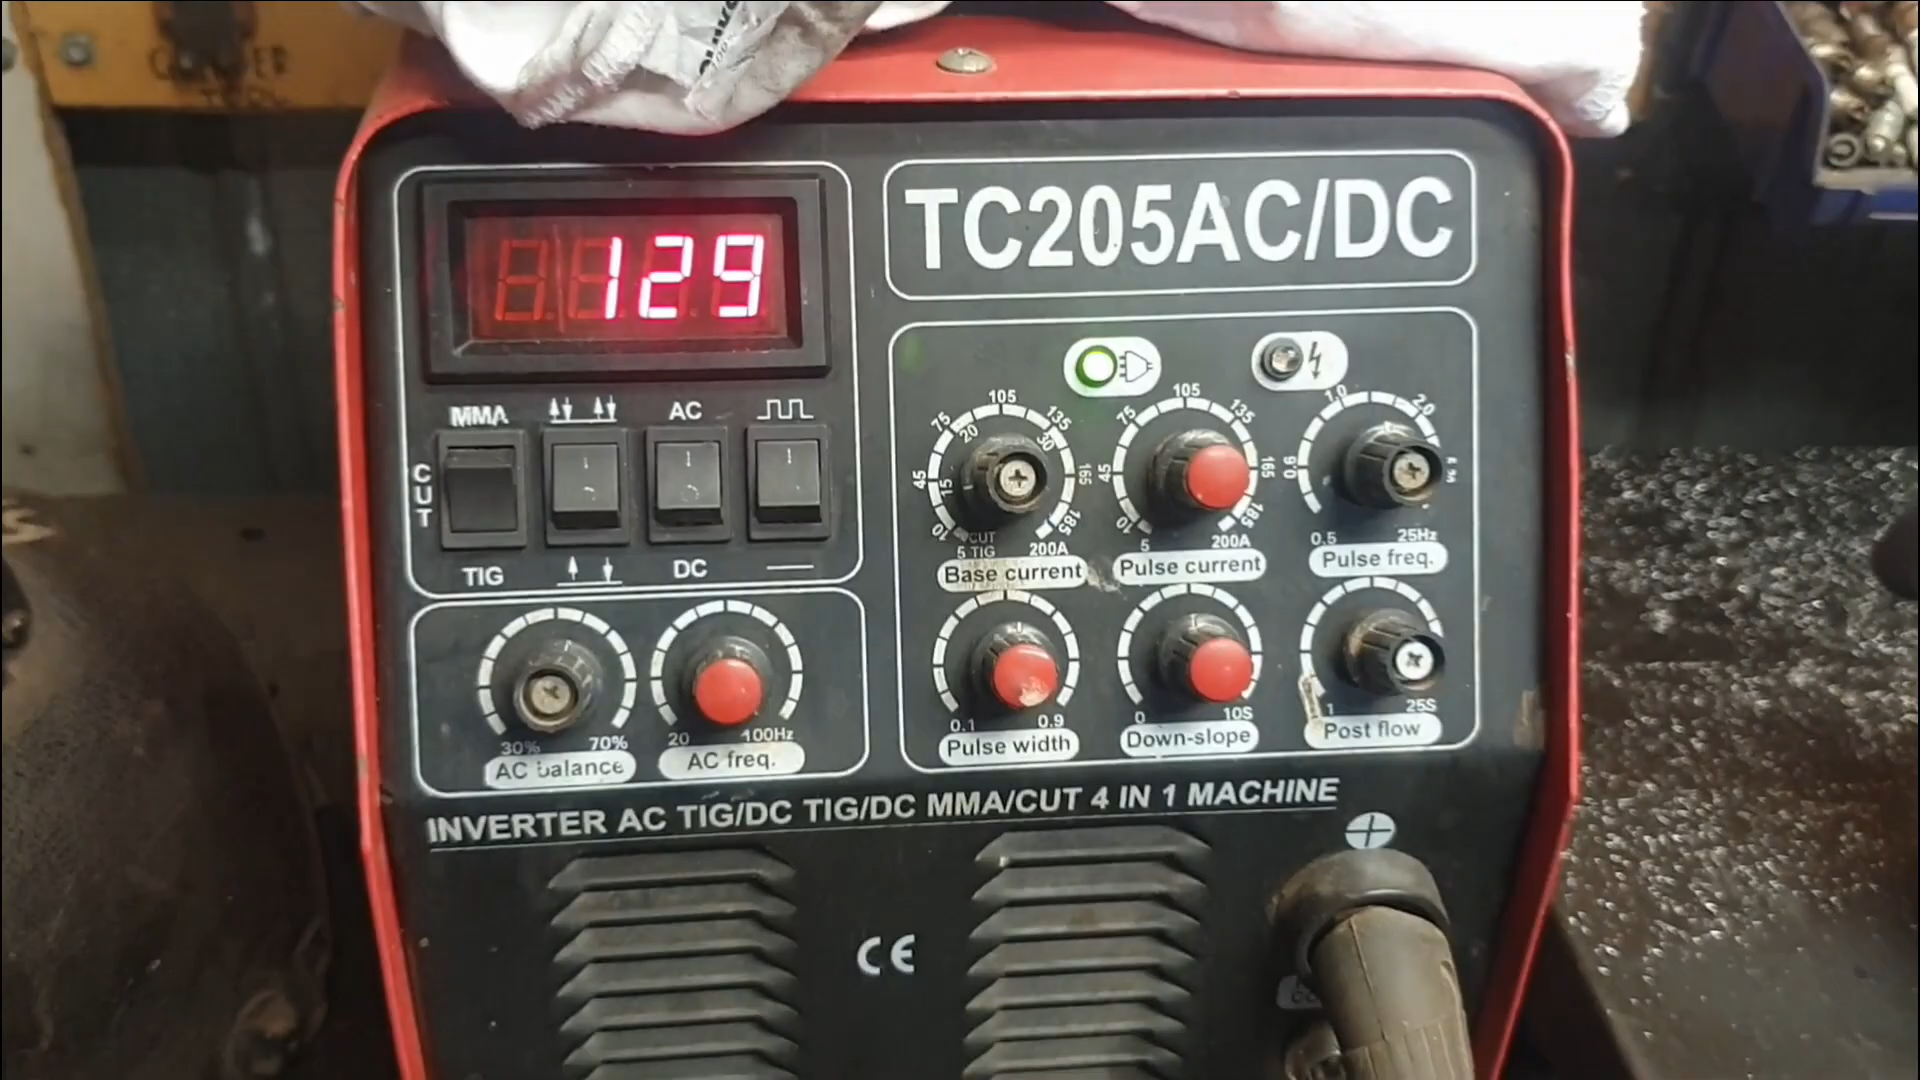 129
TC205AC/DC
MMA
AC
CUT
TIG
DC
10 15 45 75 20 105 135 30 165 185
CUT
5 TIG 200A
Base current
10 45 75 105 135 165 185
5 200A
Pulse current
0.9 1.0 2.0
0.5 25Hz
Pulse freq.
30% 70%
AC balance
20 100Hz
AC freq.
0.1 0.9
Pulse width
0 10S
Down-slope
1 25S
Post flow
INVERTER AC TIG/DC TIG/DC MMA/CUT 4 IN 1 MACHINE
CE